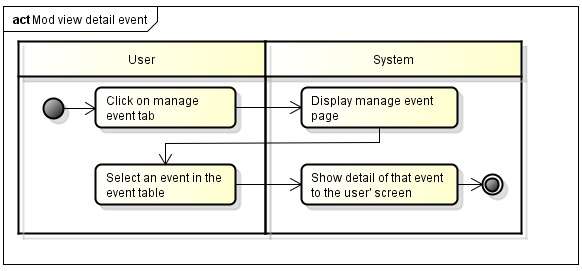 act Mod view detail event
User
System
Click on manage
event tab
Display manage event
page
Select an event in the
event table
Show detail of that event
to the user' screen